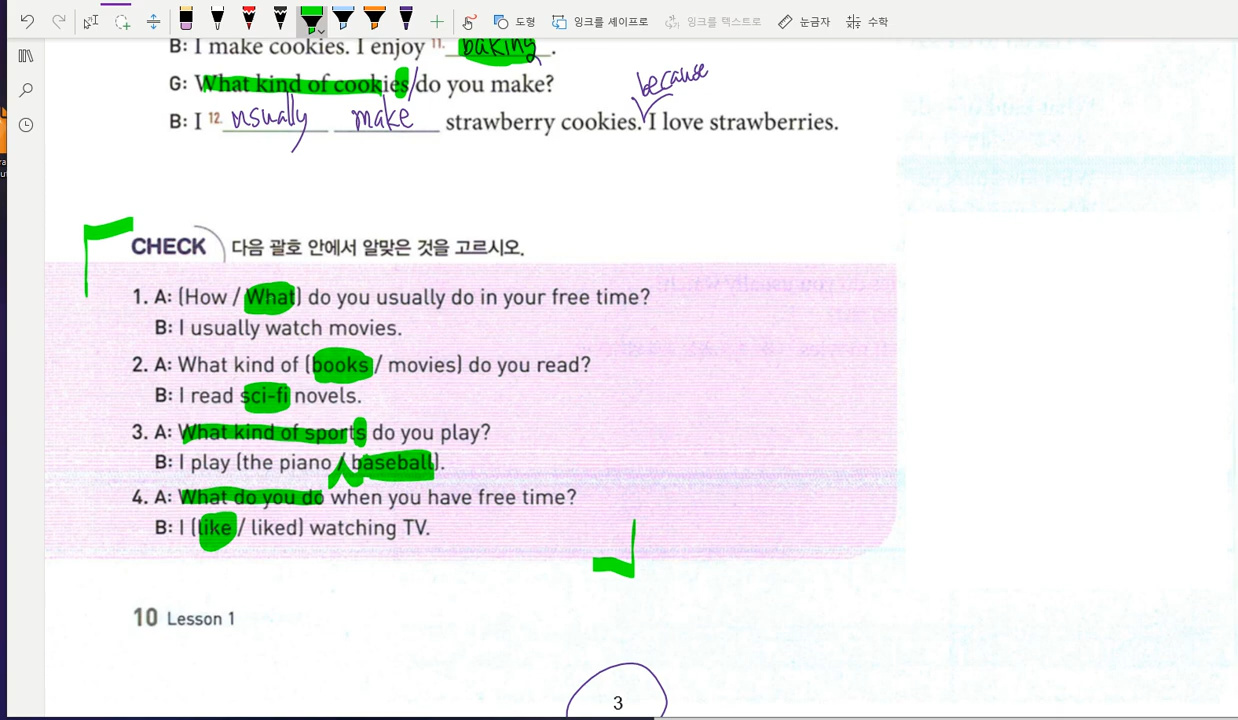 도형 잉크를 셰이프로 잉크를 텍스트로 눈금자 수학
B: I make cookies. I enjoy 11. baking.
because
G: What kind of cookies/do you make?
B: I 12. usually make strawberry cookies. I love strawberries.
CHECK 다음 괄호 안에서 알맞은 것을 고르시오.
1. A: (How / What) do you usually do in your free time?
B: I usually watch movies.
2. A: What kind of (books / movies) do you read?
B: I read sci-fi novels.
3. A: What kind of sports do you play?
B: I play (the piano / baseball).
4. A: What do you do when you have free time?
B: I (like / liked) watching TV.
10 Lesson 1
3